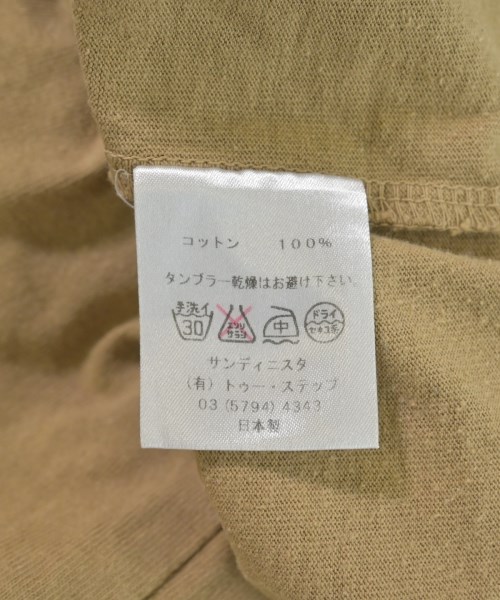 コットン 100%
タンブラー乾燥はお避け下さい。
手洗イ 30 エンソ サラシ 中 ドライ セキユ系
サンディニスタ
(有)トゥー・ステップ
03 (5794) 4343
日本製